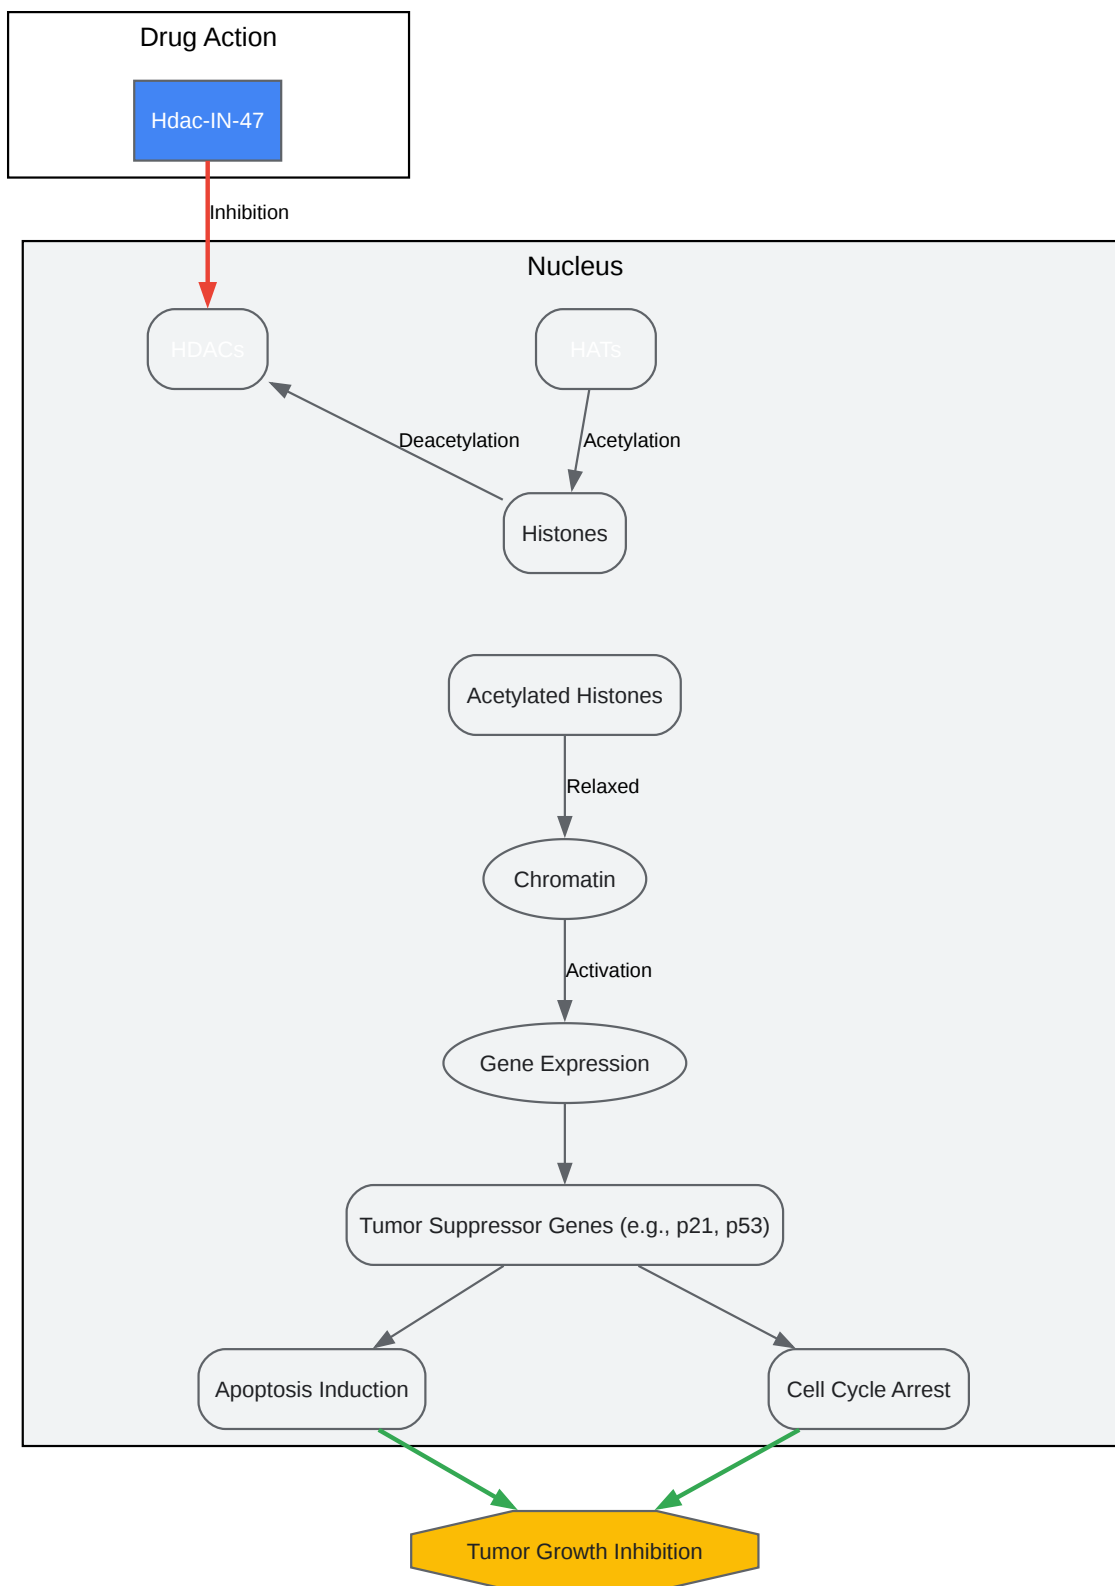 Drug Action
Hdac-IN-47
Inhibition
Nucleus
HDACs
HATs
Deacetylation
Acetylation
Histones
Acetylated Histones
Relaxed
Chromatin
Activation
Gene Expression
Tumor Suppressor Genes (e.g., p21, p53)
Apoptosis Induction
Cell Cycle Arrest
Tumor Growth Inhibition